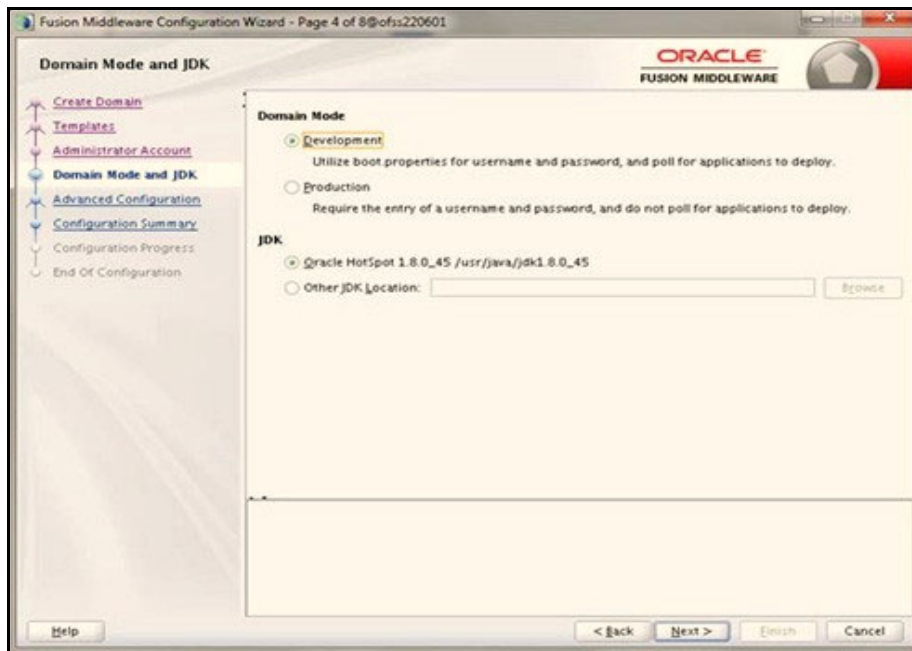 Fusion Middleware Configuration Wizard - Page 4 of 8@ofss220601
Domain Mode and JDK
ORACLE
FUSION MIDDLEWARE
Create Domain
Templates
Administrator Account
Domain Mode and JDK
Advanced Configuration
Configuration Summary
Configuration Progress
End Of Configuration
Domain Mode
Development
Utilize boot.properties for username and password, and poll for applications to deploy.
Production
Require the entry of a username and password, and do not poll for applications to deploy.
JDK
Oracle HotSpot 1.8.0_45 /usr/java/jdk1.8.0_45
Other JDK Location:
Browse
Help
< Back
Next >
Finish
Cancel